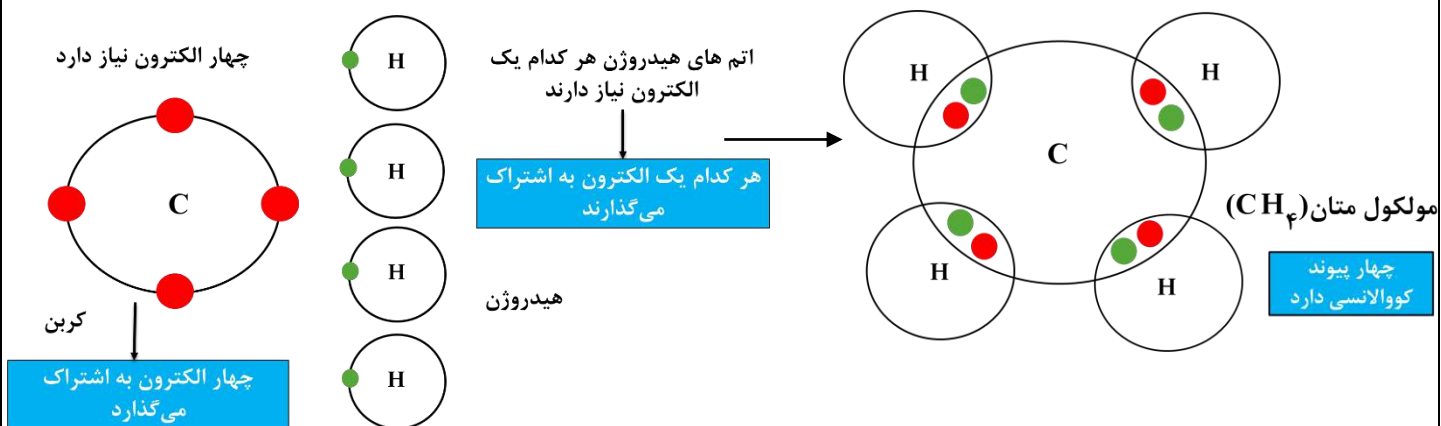 چهار الکترون نیاز دارد
C
کربن
چهار الکترون به اشتراک
می‌گذارد
H
H
H
H
هیدروژن
اتم های هیدروژن هر کدام یک
الکترون نیاز دارند
هر کدام یک الکترون به اشتراک
می‌گذارند
H
H
C
H
H
مولکول متان(CH۴)
چهار پیوند
کووالانسی دارد